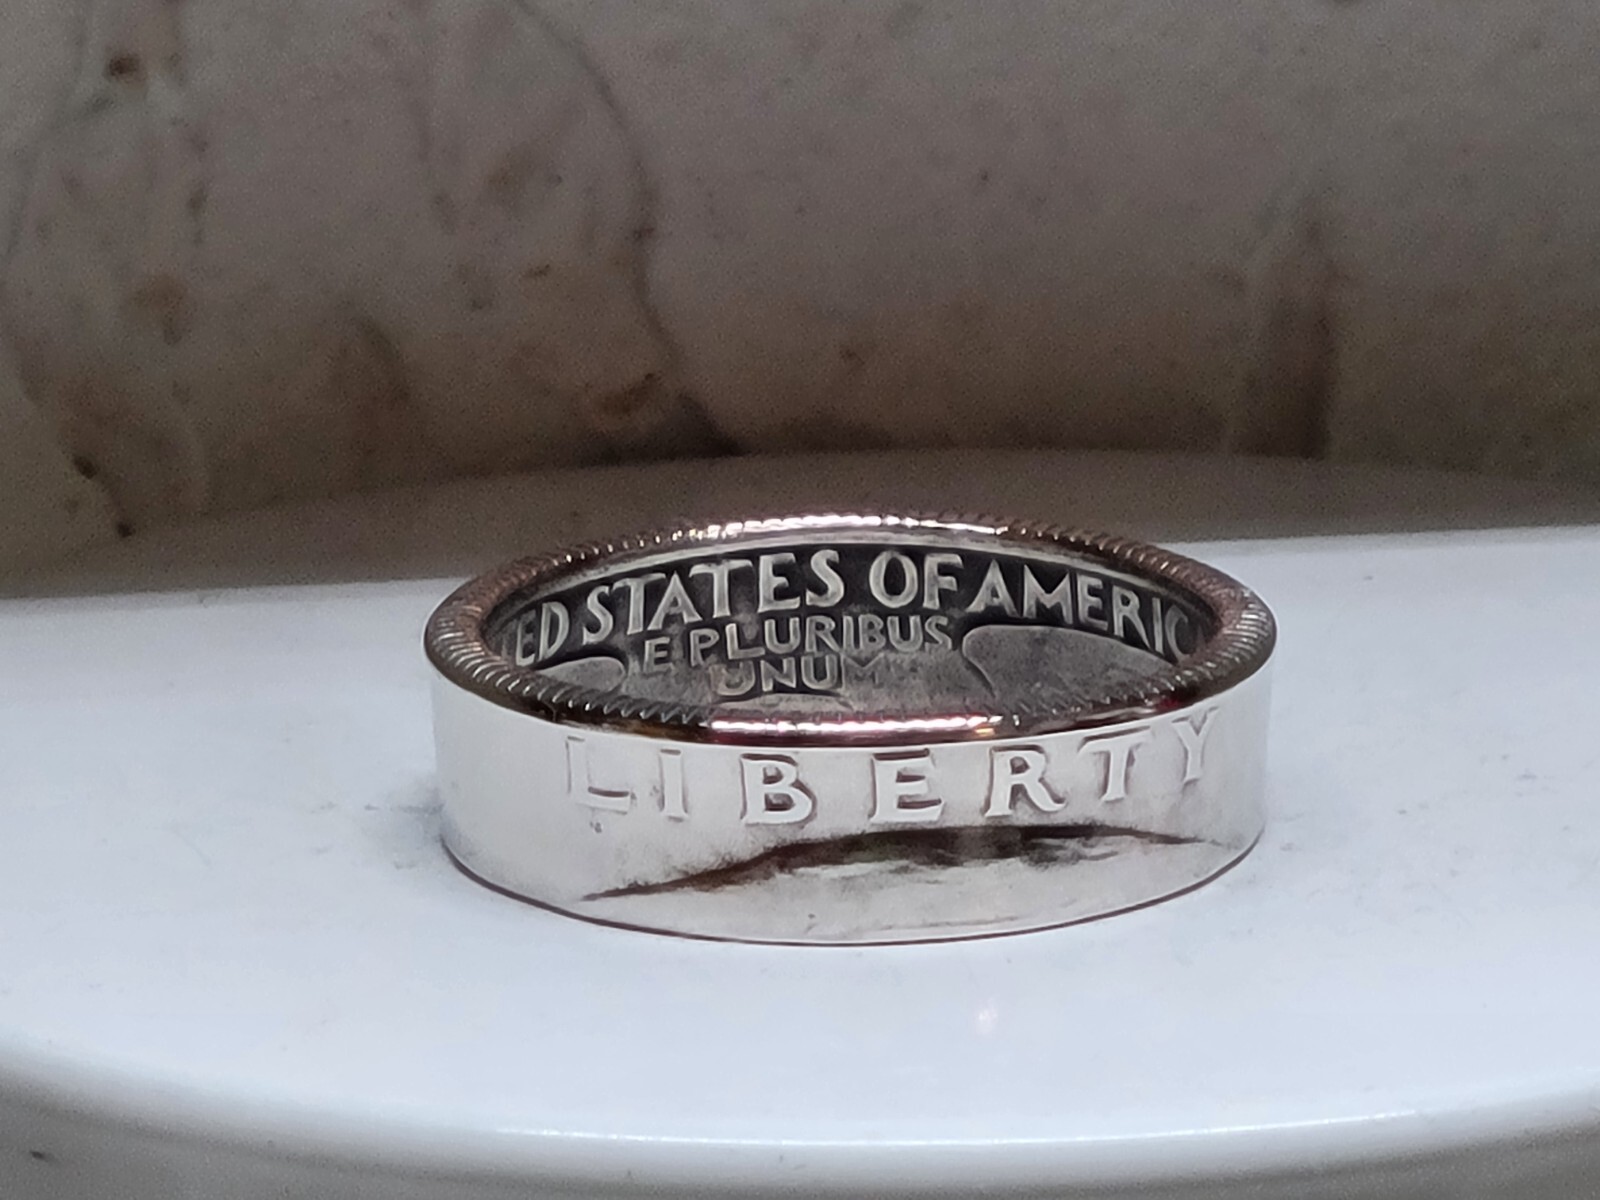 ED STATES OF AMERIC
E PLURIBUS
UNUM
LIBERTY